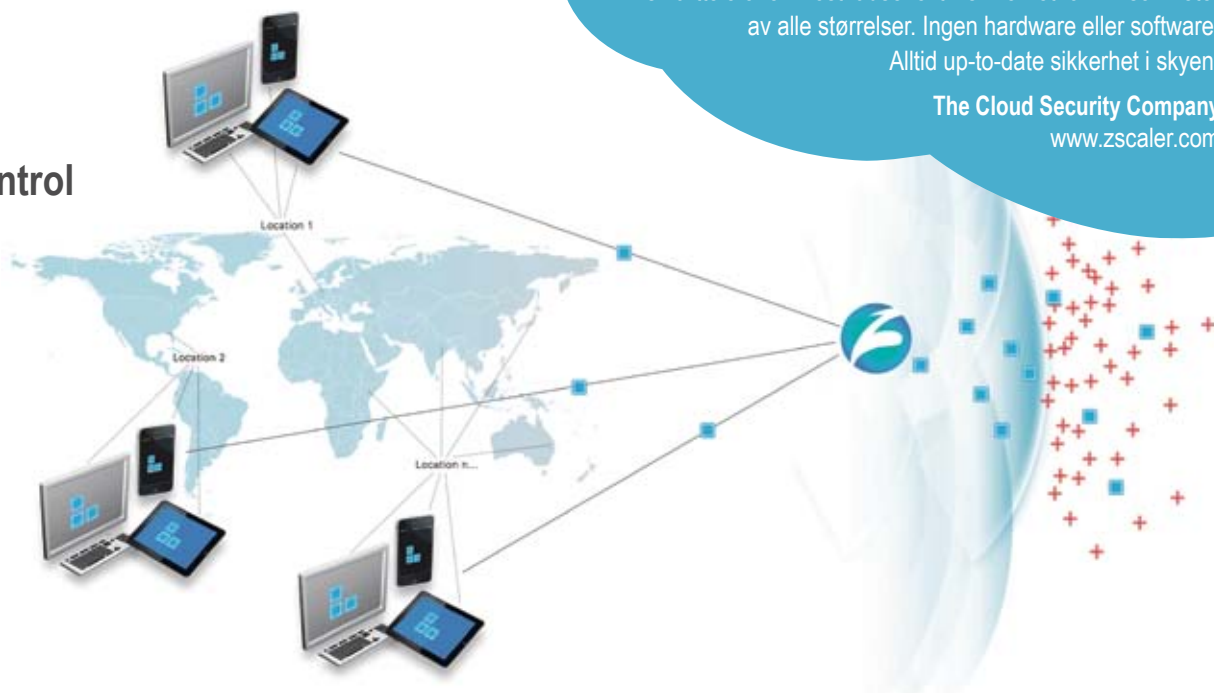 av alle størrelser. Ingen hardware eller software
Alltid up-to-date sikkerhet i skyen
The Cloud Security Company
www.zscaler.com
ntrol
Location 1
Location 2
Location n...